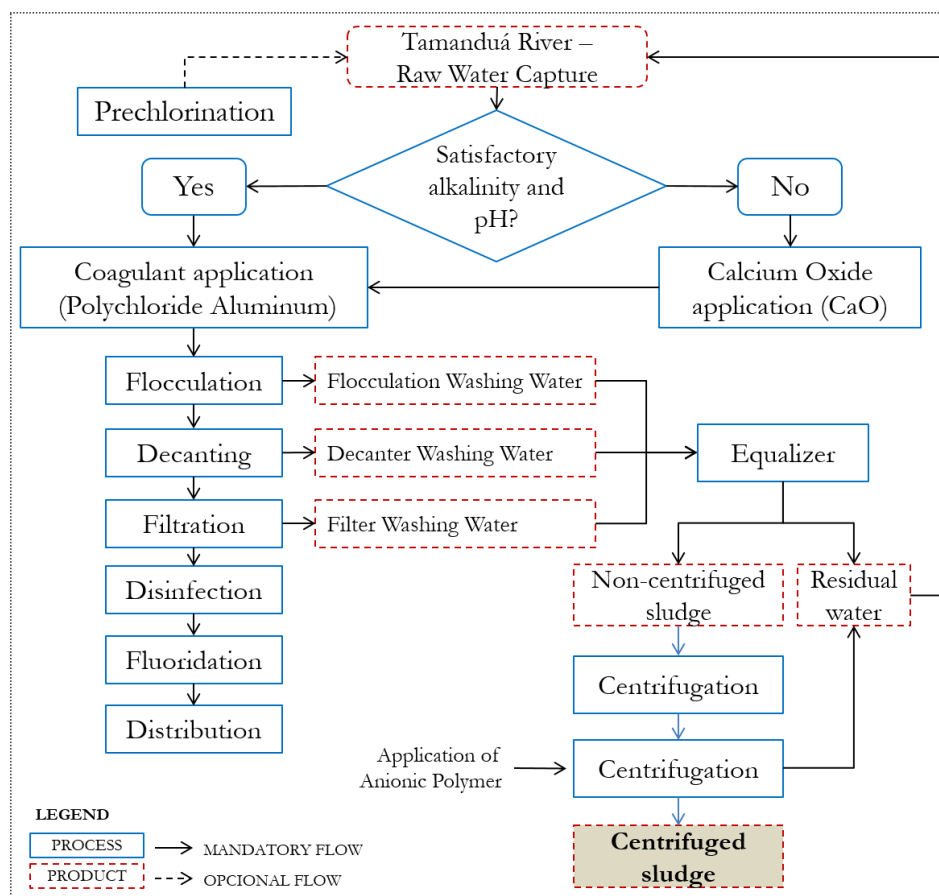 Tamanduá River –
Raw Water Capture
Prechlorination
Satisfactory
alkalinity and
pH?
Yes
No
Coagulant application
(Polychloride Aluminum)
Calcium Oxide
application (CaO)
Flocculation
Flocculation Washing Water
Decanting
Decanter Washing Water
Equalizer
Filtration
Filter Washing Water
Disinfection
Non-centrifuged
sludge
Residual
water
Fluoridation
Centrifugation
Distribution
Application of
Anionic Polymer
Centrifugation
Centrifuged
sludge
LEGEND
PROCESS
MANDATORY FLOW
PRODUCT
OPCIONAL FLOW